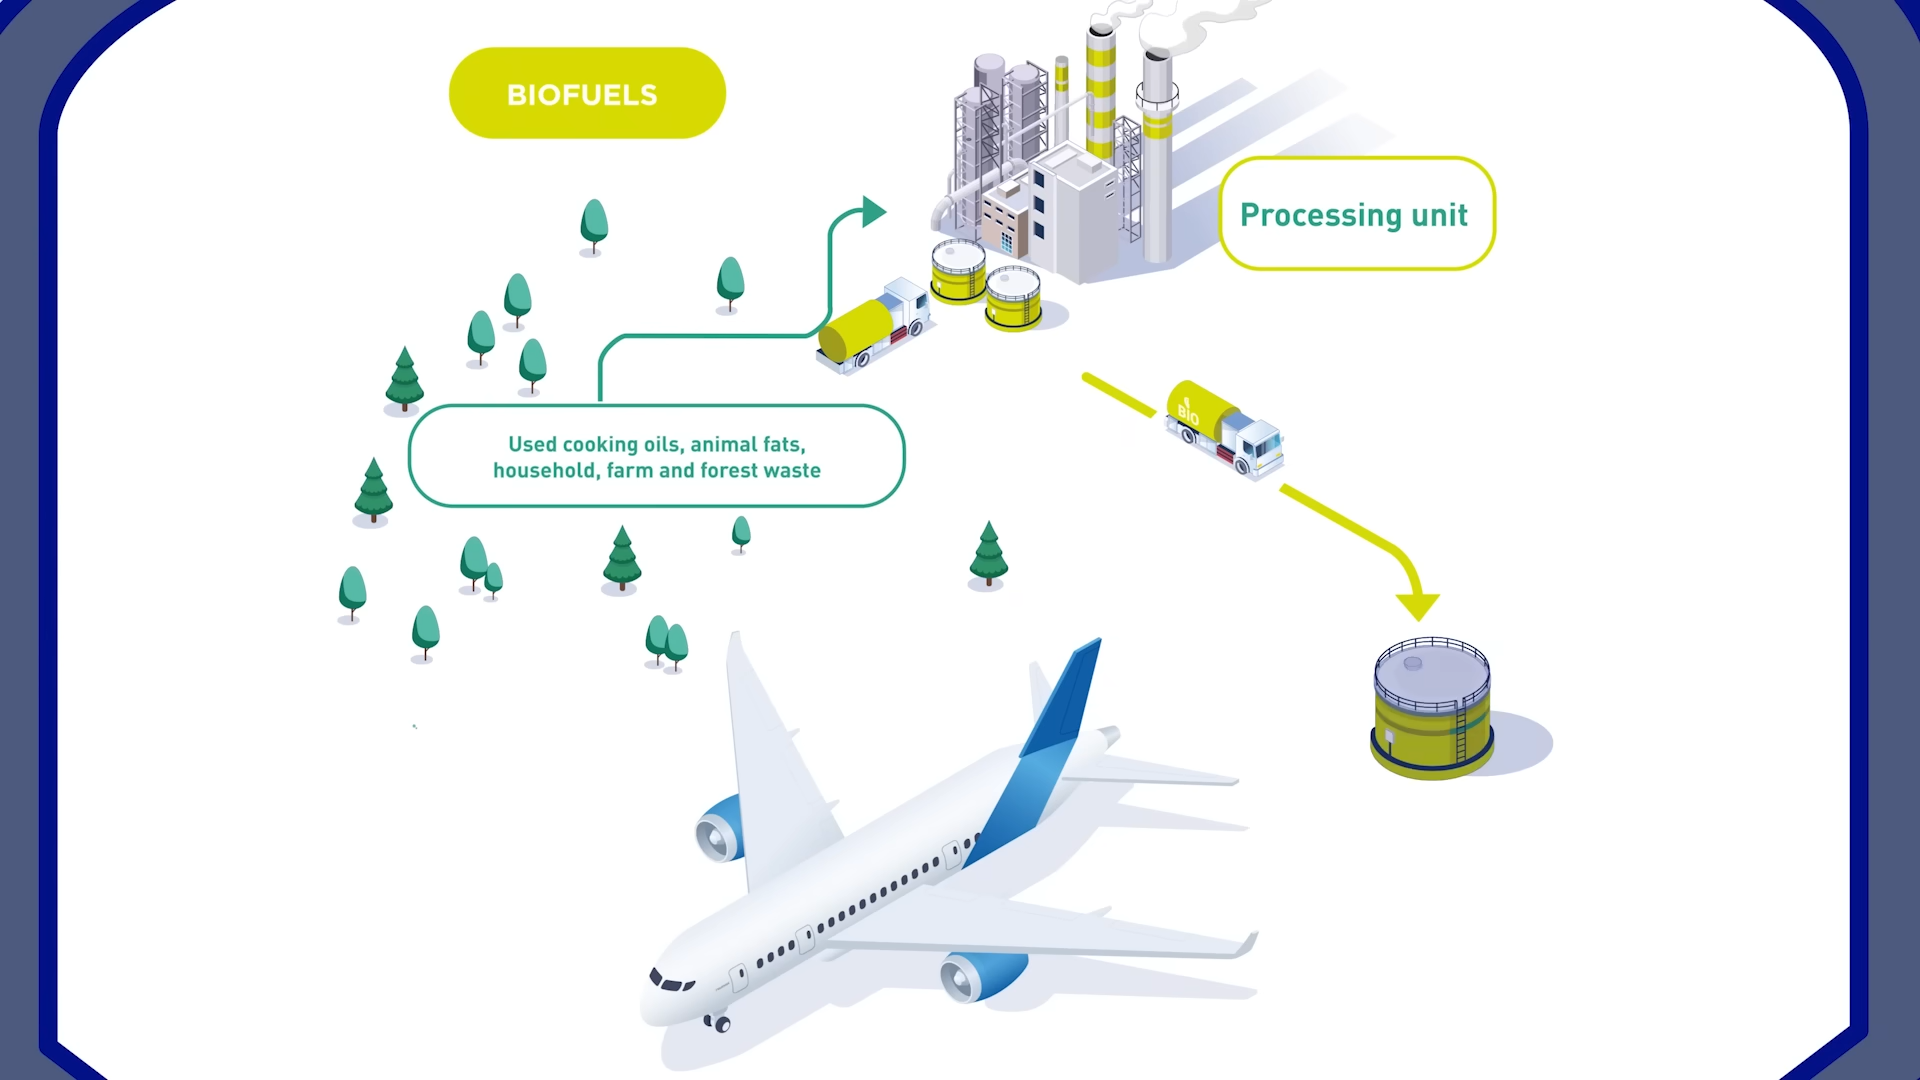 BIOFUELS
Processing unit
BIO
Used cooking oils, animal fats,
household, farm and forest waste